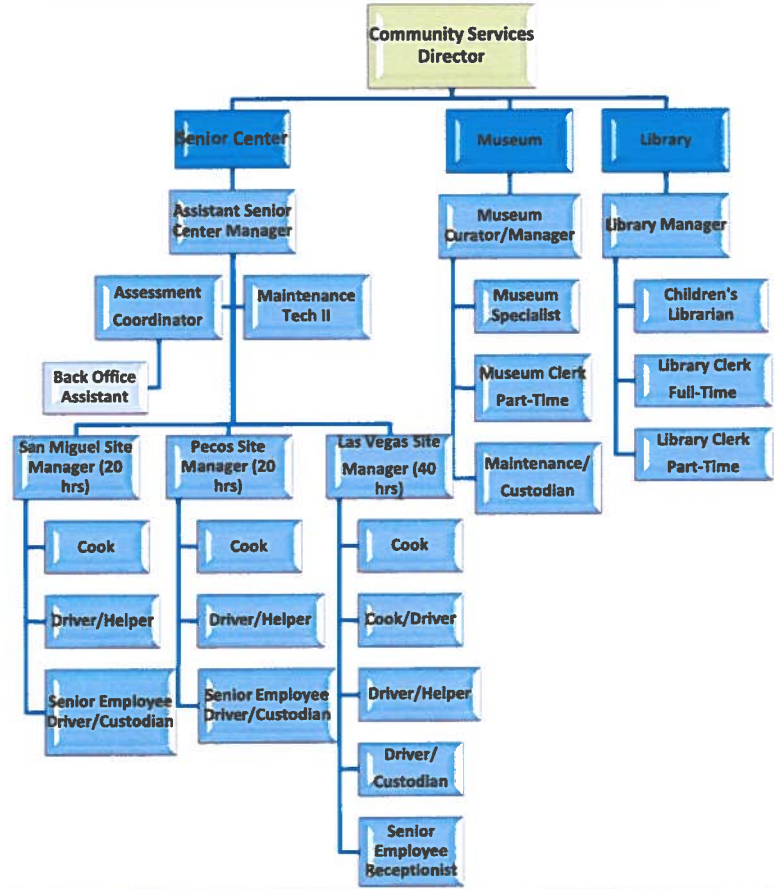 Community Services
Director
Senior Center
Museum
Library
Assistant Senior
Center Manager
Museum
Curator/Manager
Library Manager
Assessment
Coordinator
Maintenance
Tech II
Museum
Specialist
Children's
Librarian
Back Office
Assistant
Museum Clerk
Part-Time
Library Clerk
Full-Time
San Miguel Site
Manager (20
hrs)
Pecos Site
Manager (20
hrs)
Las Vegas Site
Manager (40
hrs)
Maintenance/
Custodian
Library Clerk
Part-Time
Cook
Driver/Helper
Senior Employee
Driver/Custodian
Cook
Driver/Helper
Senior Employee
Driver/Custodian
Cook
Cook/Driver
Driver/Helper
Driver/
Custodian
Senior
Employee
Receptionist